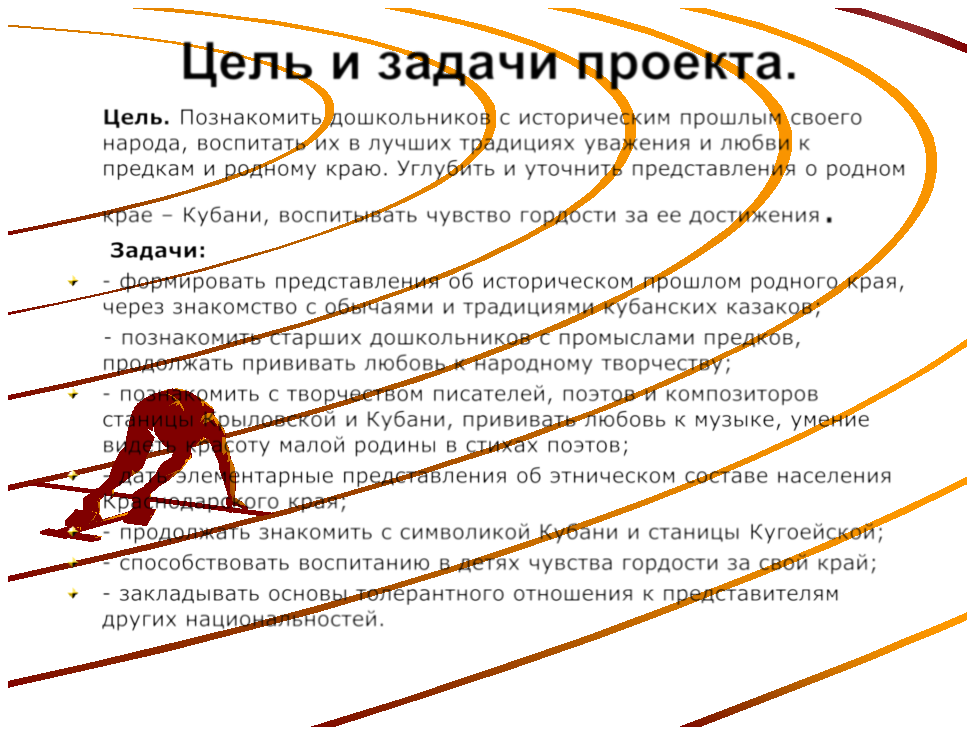 Цель и задачи проекта.
Цель. Познакомить дошкольников с историческим прошлым своего
народа, воспитать их в лучших традициях уважения и любви к
предкам и родному краю. Углубить и уточнить представления о родном
крае – Кубани, воспитывать чувство гордости за ее достижения.
Задачи:
- формировать представления об историческом прошлом родного края,
через знакомство с обычаями и традициями кубанских казаков;
- познакомить старших дошкольников с промыслами предков,
продолжать прививать любовь к народному творчеству;
- познакомить с творчеством писателей, поэтов и композиторов
станицы Крыловской и Кубани, прививать любовь к музыке, умение
видеть красоту малой родины в стихах поэтов;
- дать элементарные представления об этническом составе населения
Краснодарского края;
- продолжать знакомить с символикой Кубани и станицы Кугоейской;
- способствовать воспитанию в детях чувства гордости за свой край;
- закладывать основы толерантного отношения к представителям
других национальностей.